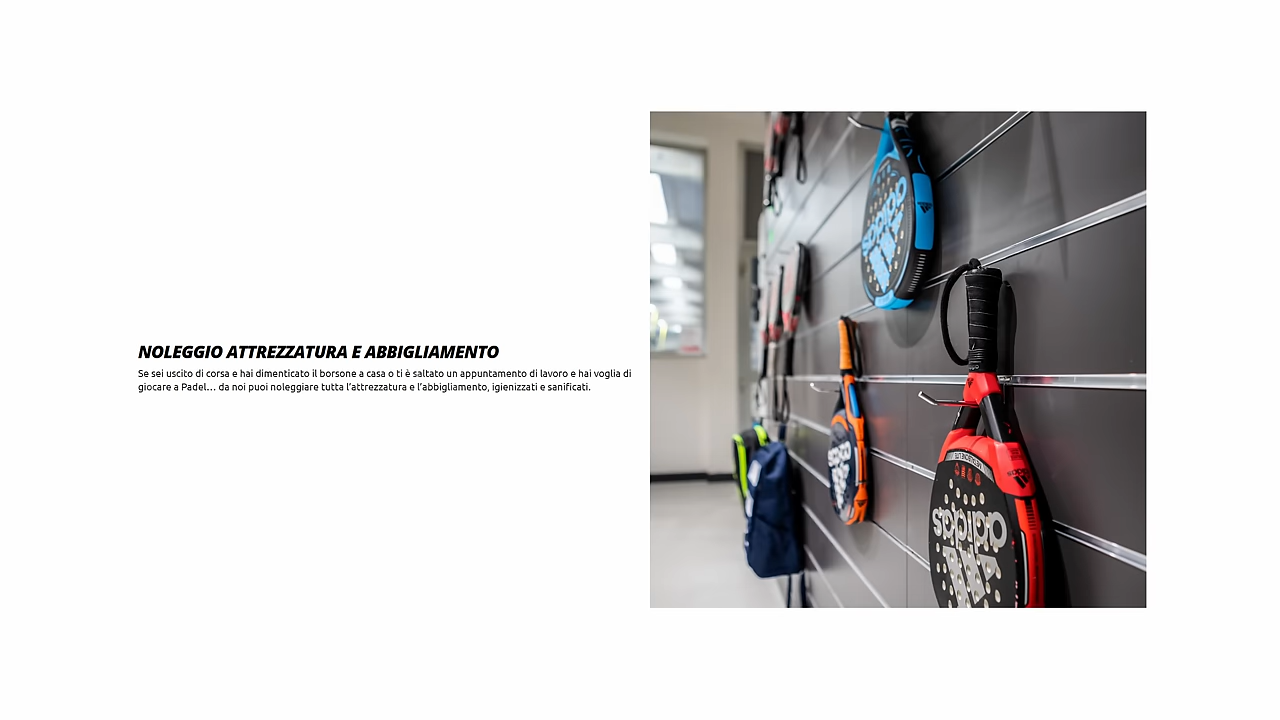 NOLEGGIO ATTREZZATURA E ABBIGLIAMENTO
Se sei uscito di corsa e hai dimenticato il borsone a casa o ti è saltato un appuntamento di lavoro e hai voglia di
giocare a Padel... da noi puoi noleggiare tutta l'attrezzatura e l'abbigliamento, igienizzati e sanificati.
adidas
adidas
adidas